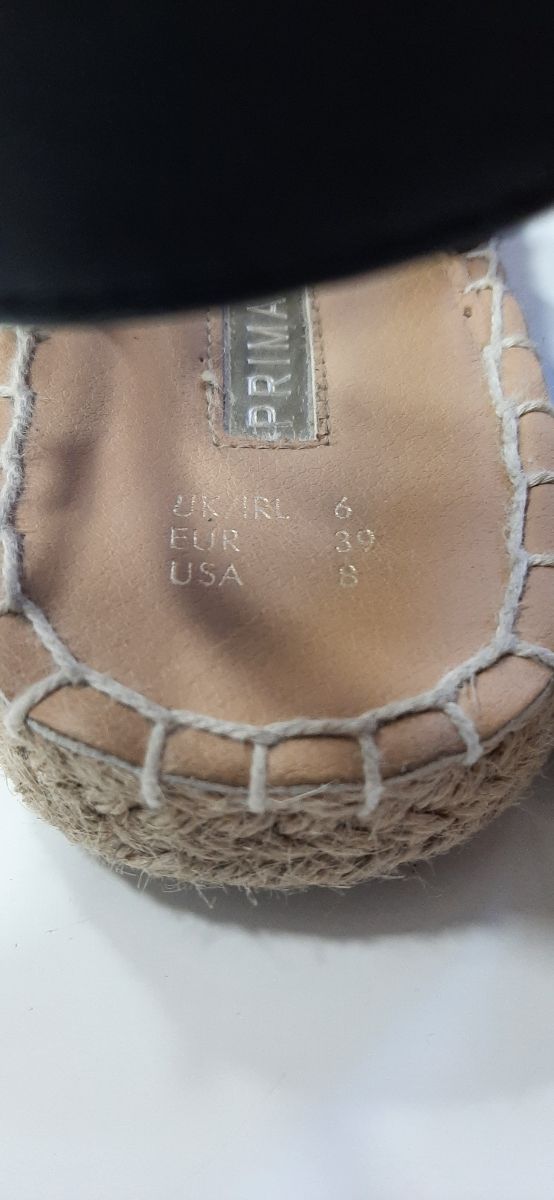 PRIMA
UK/IRL 6
EUR 39
USA 8